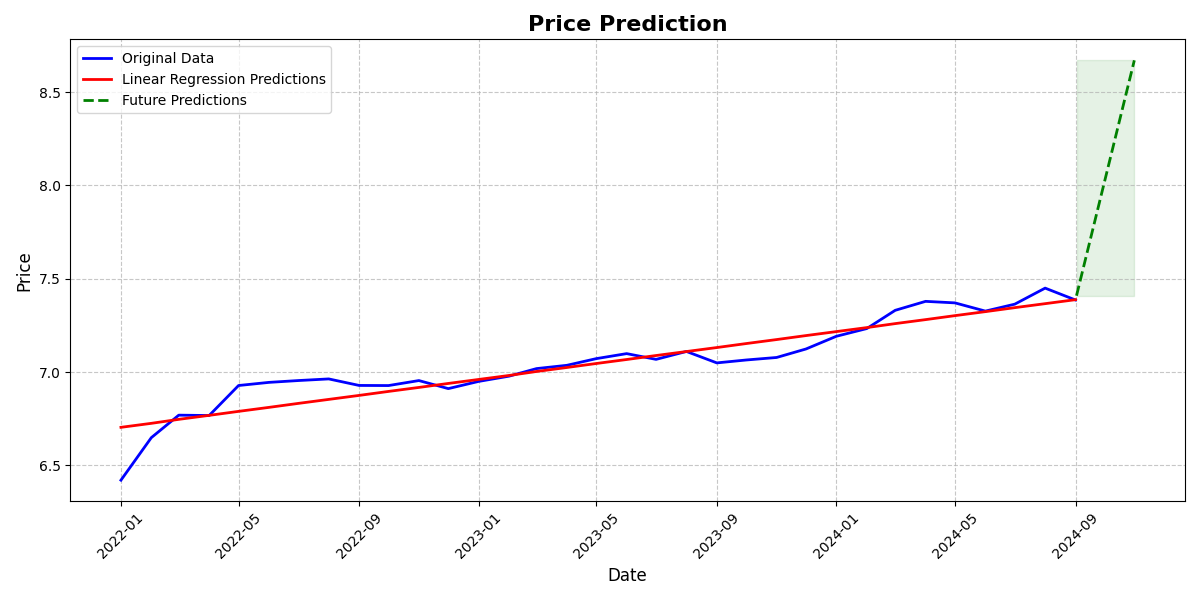 Price Prediction
Original Data
Linear Regression Predictions
Future Predictions
Price
8.5
8.0
7.5
7.0
6.5
2022-01
2022-05
2022-09
2023-01
2023-05
2023-09
2024-01
2024-05
2024-09
Date